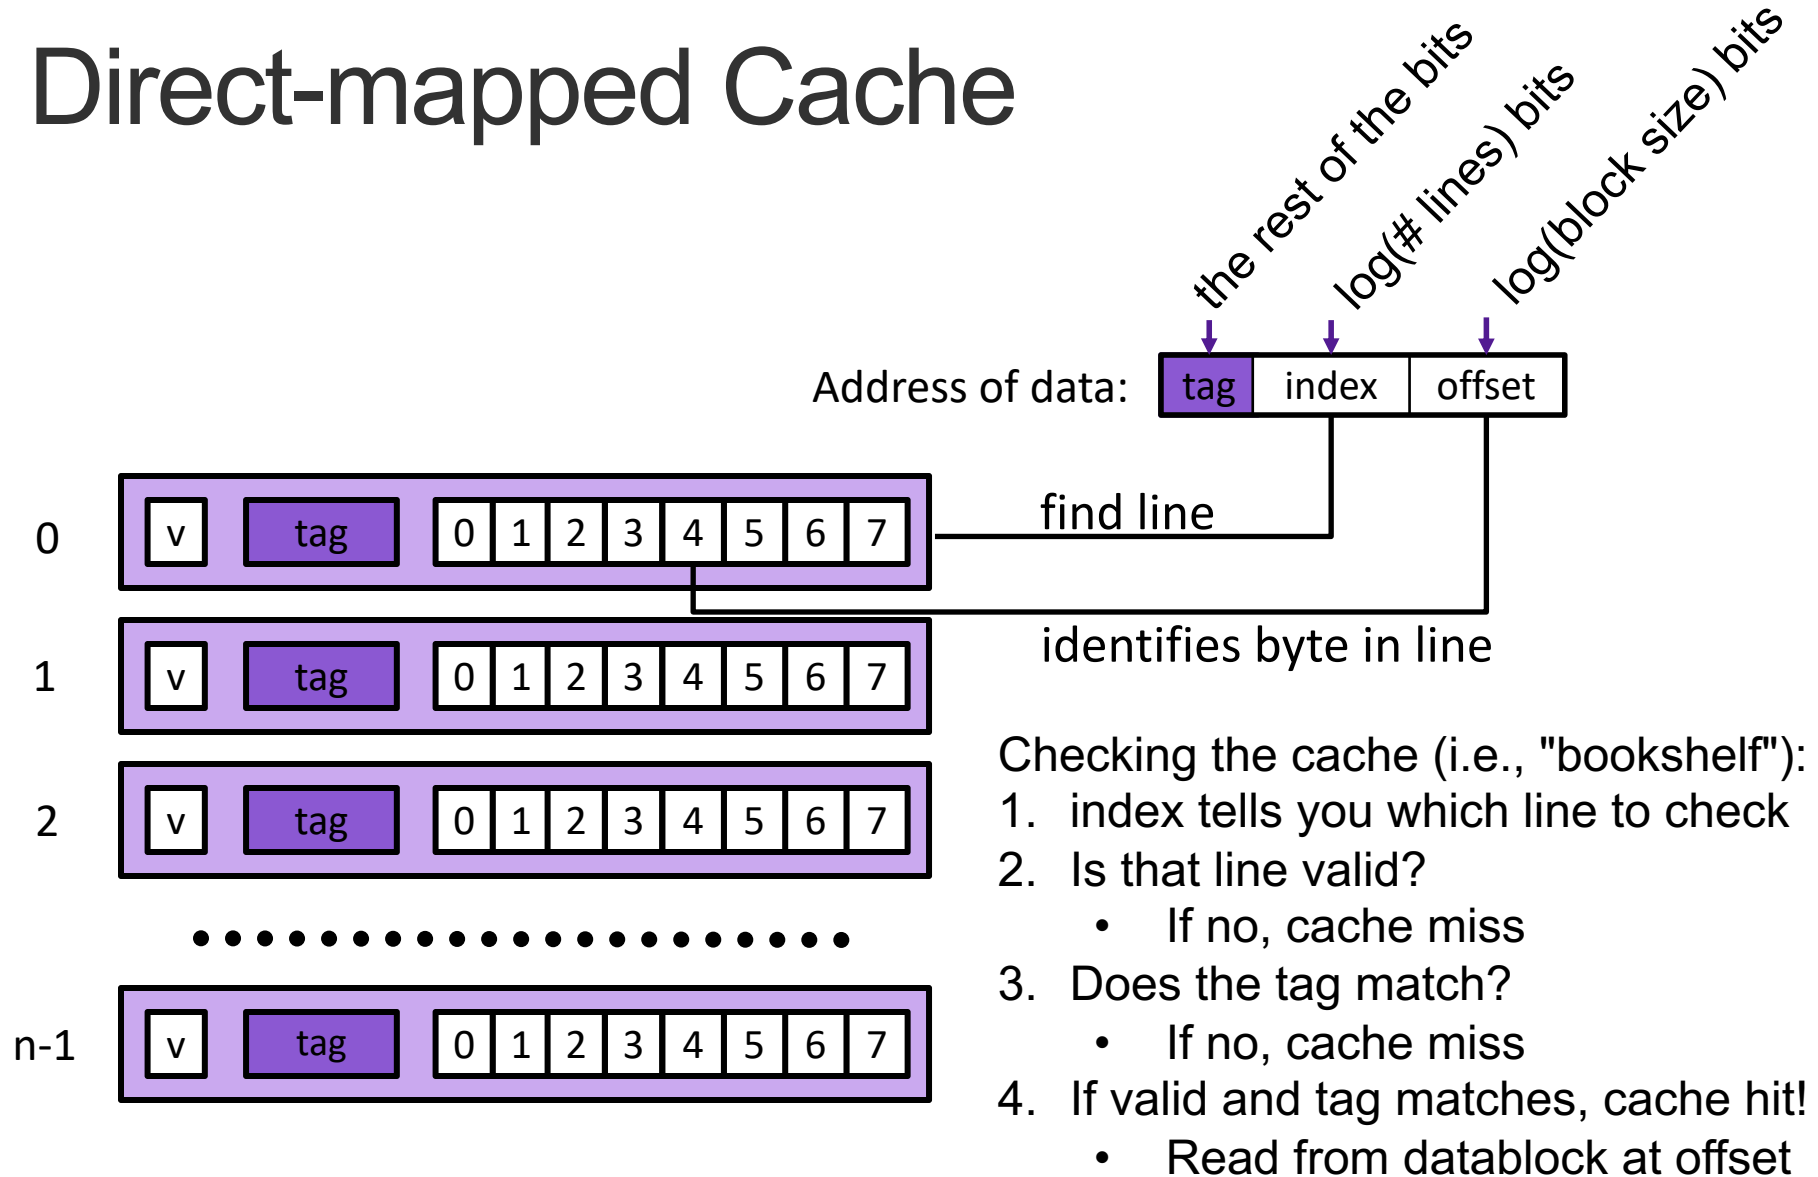 Direct-mapped Cache
the rest of the bits
log(# lines) bits
log(block size) bits
Address of data:
tag index offset
0 v tag 0 1 2 3 4 5 6 7
find line
identifies byte in line
1 v tag 0 1 2 3 4 5 6 7
2 v tag 0 1 2 3 4 5 6 7
n-1 v tag 0 1 2 3 4 5 6 7
Checking the cache (i.e., "bookshelf"):
1. index tells you which line to check
2. Is that line valid?
• If no, cache miss
3. Does the tag match?
• If no, cache miss
4. If valid and tag matches, cache hit!
• Read from datablock at offset